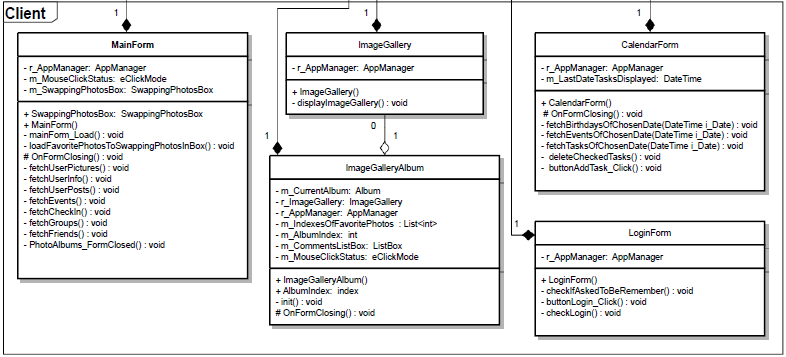 Client
1
1
1
MainForm
- r_AppManager: AppManager
- m_MouseClickStatus: eClickMode
- m_SwappingPhotosBox: SwappingPhotosBox
+ SwappingPhotosBox: SwappingPhotosBox
+ MainForm()
- mainForm_Load() : void
- loadFavoritePhotosToSwappingPhotosInBox() : void
# OnFormClosing() : void
- fetchUserPictures() : void
- fetchUserInfo() : void
- fetchUserPosts() : void
- fetchEvents() : void
- fetchCheckIn() : void
- fetchGroups() : void
- fetchFriends() : void
- PhotoAlbums_FormClosed() : void
ImageGallery
- r_AppManager: AppManager
+ ImageGallery()
- displayImageGallery() : void
0
1
1
ImageGalleryAlbum
- m_CurrentAlbum: Album
- r_ImageGallery: ImageGallery
- r_AppManager: AppManager
- m_IndexesOfFavoritePhotos : List<int>
- m_AlbumIndex: int
- m_CommentsListBox: ListBox
- m_MouseClickStatus: eClickMode
+ ImageGalleryAlbum()
+ AlbumIndex: index
- init() : void
# OnFormClosing() : void
CalendarForm
- r_AppManager: AppManager
- m_LastDateTasksDisplayed: DateTime
+ CalendarForm()
# OnFormClosing() : void
- fetchBirthdaysOfChosenDate(DateTime i_Date) : void
- fetchEventsOfChosenDate(DateTime i_Date) : void
- fetchTasksOfChosenDate(DateTime i_Date) : void
- deleteCheckedTasks() : void
- buttonAddTask_Click() : void
1
LoginForm
- r_AppManager: AppManager
+ LoginForm()
- checkIfAskedToBeRemember() : void
- buttonLogin_Click() : void
- checkLogin() : void